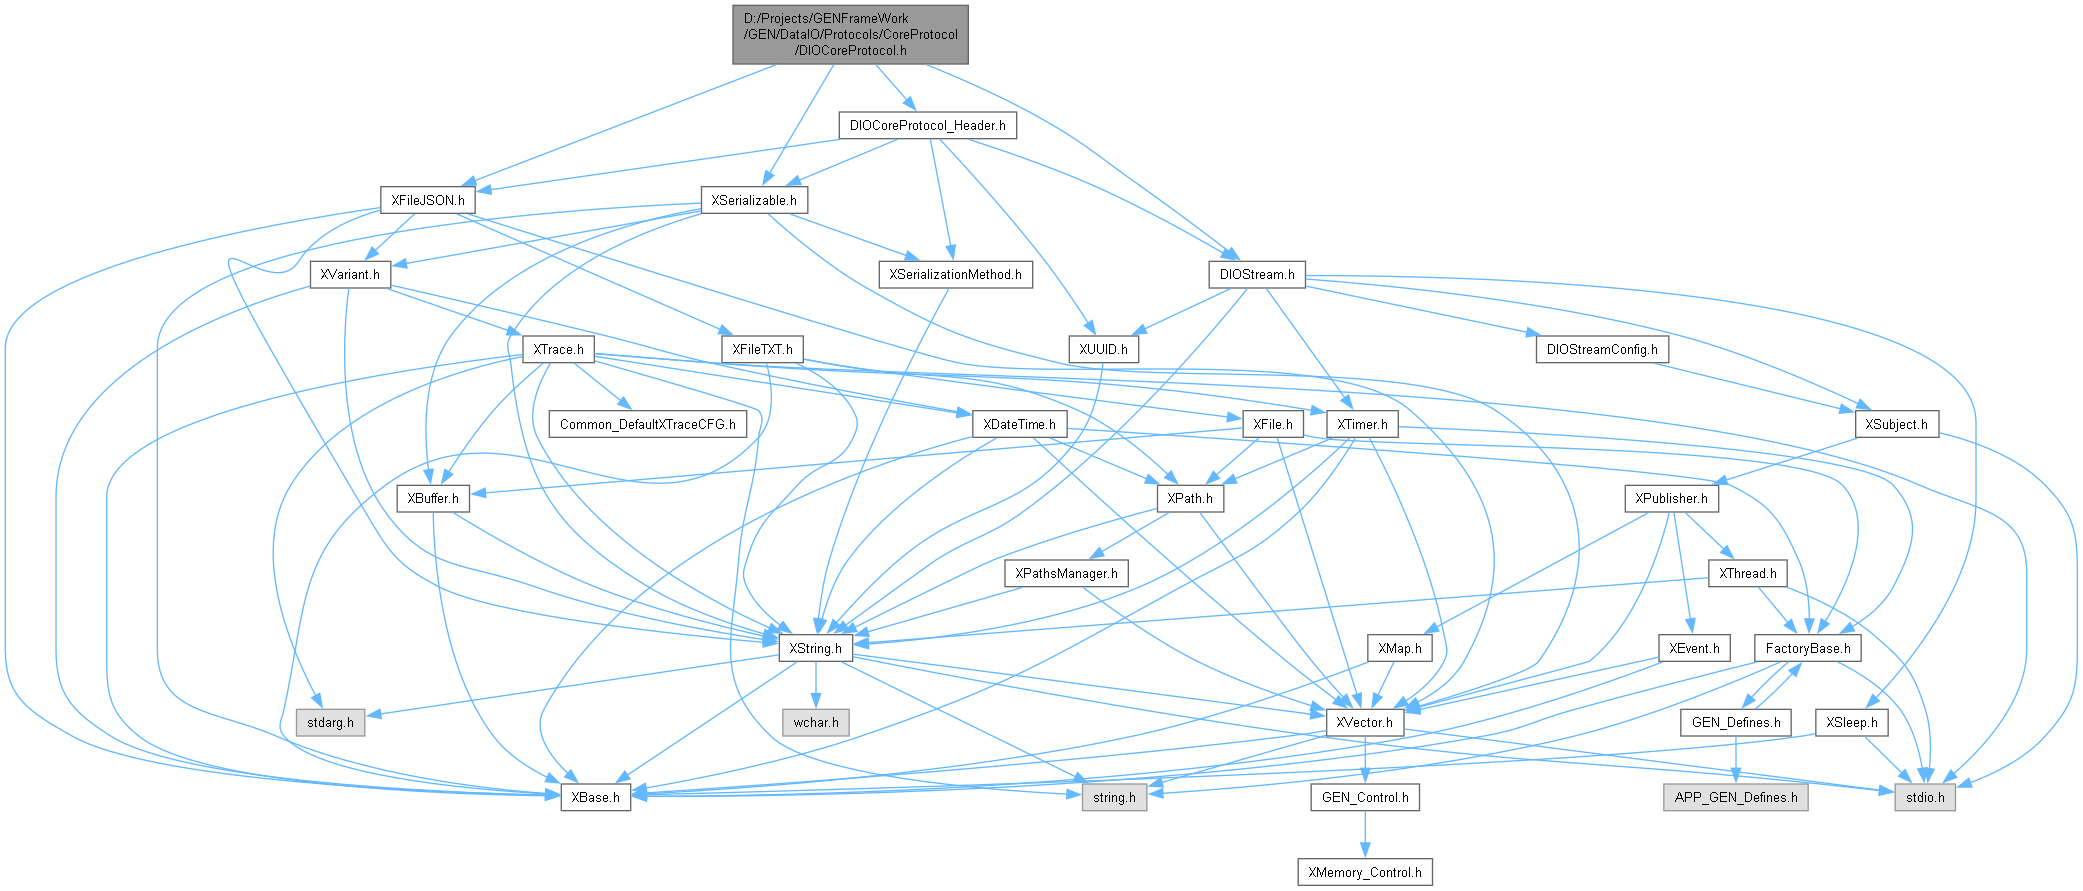 D:/Projects/GENFrameWork
/GEN/DataIO/Protocols/CoreProtocol
/DIOCoreProtocol.h
DIOCoreProtocol_Header.h
XFileJSON.h
XSerializable.h
XVariant.h
XSerializationMethod.h
DIOStream.h
XTrace.h
XFileTXT.h
XUUID.h
DIOStreamConfig.h
Common_DefaultXTraceCFG.h
XDateTime.h
XFile.h
XTimer.h
XSubject.h
XBuffer.h
XPath.h
XPublisher.h
XPathsManager.h
XThread.h
XString.h
XMap.h
XEvent.h
FactoryBase.h
stdarg.h
wchar.h
XVector.h
GEN_Defines.h
XSleep.h
XBase.h
string.h
GEN_Control.h
APP_GEN_Defines.h
stdio.h
XMemory_Control.h